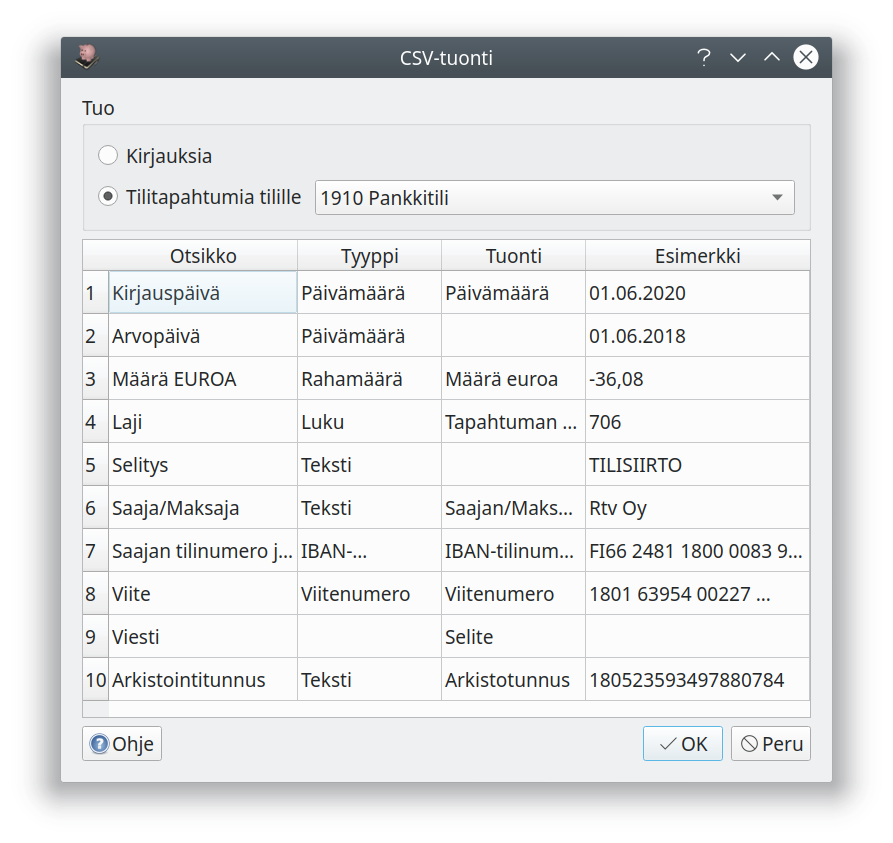 CSV-tuonti
Tuo
Kirjauksia
Tilitapahtumia tilille 1910 Pankkitili
Otsikko Tyyppi Tuonti Esimerkki
1 Kirjauspäivä Päivämäärä Päivämäärä 01.06.2020
2 Arvopäivä Päivämäärä 01.06.2018
3 Määrä EUROA Rahamäärä Määrä euroa -36,08
4 Laji Luku Tapahtuman ... 706
5 Selitys Teksti TILISIIRTO
6 Saaja/Maksaja Teksti Saajan/Maks... Rtv Oy
7 Saajan tilinumero j... IBAN-... IBAN-tilinum... FI66 2481 1800 0083 9...
8 Viite Viitenumero Viitenumero 1801 63954 00227 ...
9 Viesti Selite
10 Arkistointitunnus Teksti Arkistotunnus 180523593497880784
Ohje OK Peru